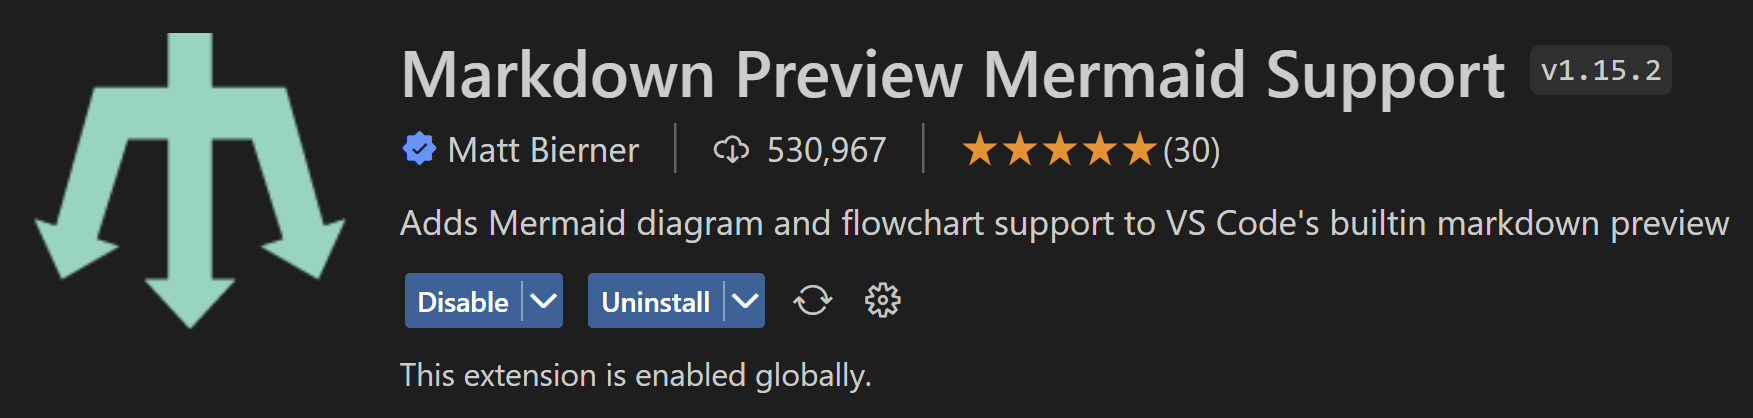 Markdown Preview Mermaid Support v1.15.2
Matt Bierner 530,967 (30)
Adds Mermaid diagram and flowchart support to VS Code's builtin markdown preview
Disable Uninstall
This extension is enabled globally.